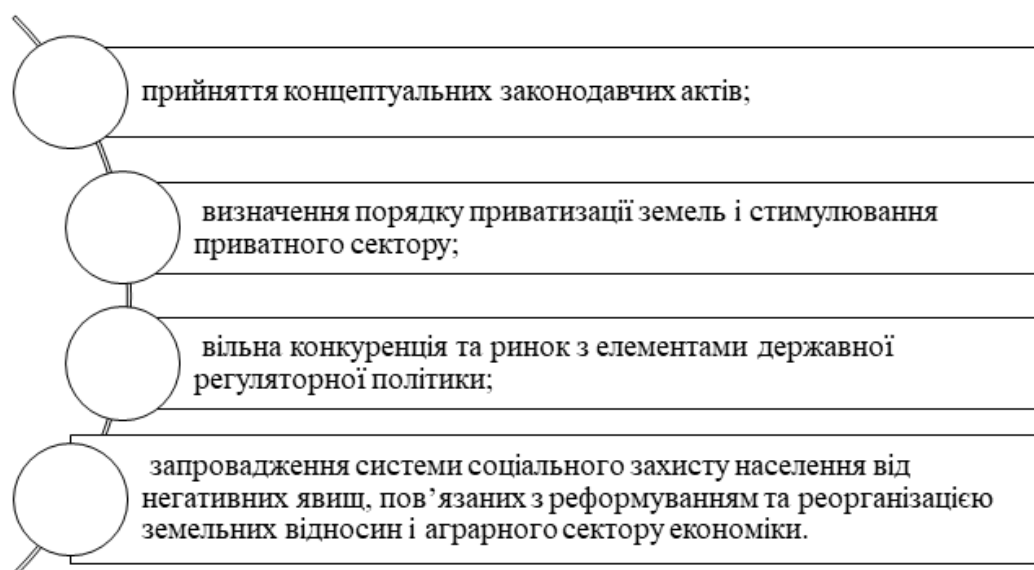 прийняття концептуальних законодавчих актів;
визначення порядку приватизації земель і стимулювання
приватного сектору;
вільна конкуренція та ринок з елементами державної
регуляторної політики;
запровадження системи соціального захисту населення від
негативних явищ, пов’язаних з реформуванням та реорганізацією
земельних відносин і аграрного сектору економіки.